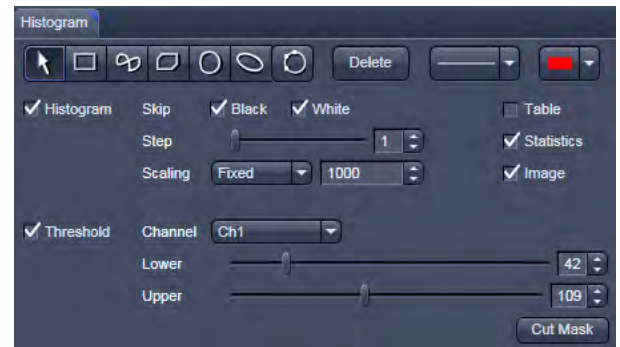 Histogram
Delete
Histogram Skip Black White Table
Step 1 Statistics
Scaling Fixed 1000 Image
Threshold Channel Ch1
Lower 42
Upper 109
Cut Mask